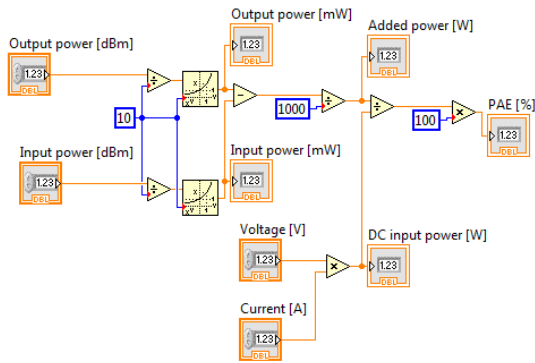 Output power [mW]
Added power [W]
Output power [dBm]
1.23
DBL
1.23
DBL
1.23
DBL
÷
x
x^y
–
1000
÷
÷
100
×
PAE [%]
1.23
DBL
10
Input power [dBm]
Input power [mW]
1.23
DBL
÷
x
x^y
1.23
DBL
Voltage [V]
DC input power [W]
1.23
DBL
×
1.23
DBL
Current [A]
1.23
DBL